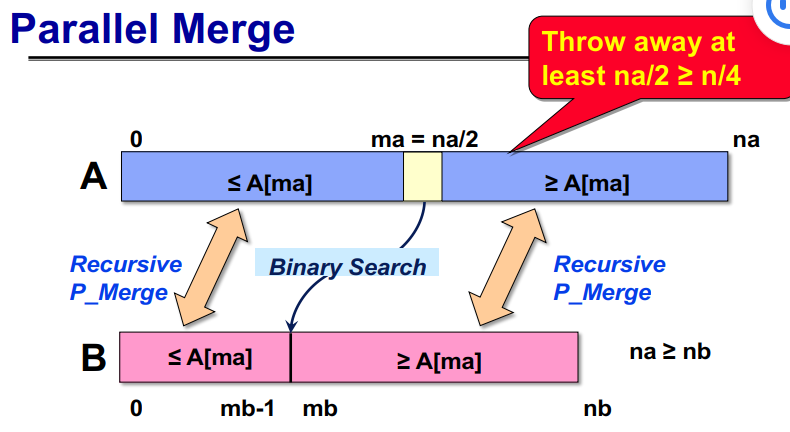 Parallel Merge
Throw away at
least na/2 ≥ n/4
0 ma = na/2 na
A
≤ A[ma] ≥ A[ma]
Recursive
P_Merge
Binary Search
Recursive
P_Merge
B
≤ A[ma] ≥ A[ma]
na ≥ nb
0 mb-1 mb nb